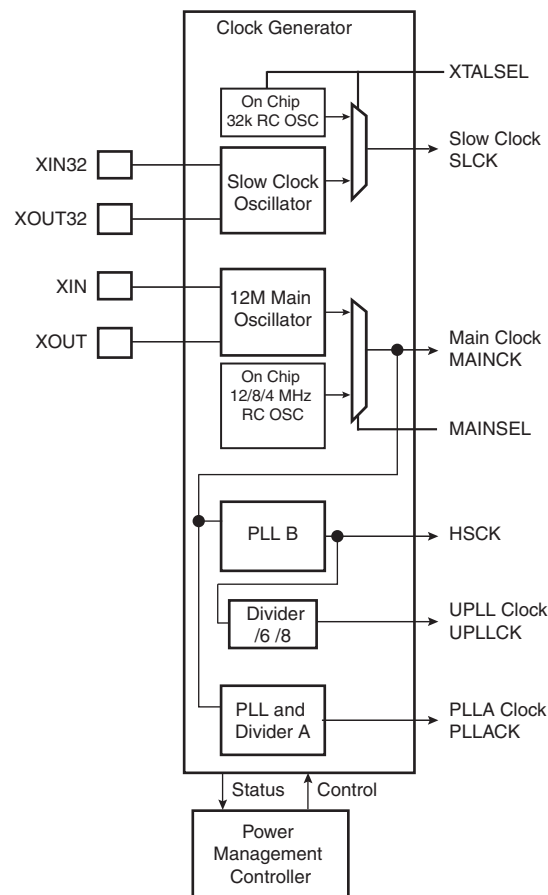 Clock Generator
XTALSEL
On Chip
32k RC OSC
Slow Clock
SLCK
XIN32
Slow Clock
Oscillator
XOUT32
XIN
12M Main
Oscillator
XOUT
Main Clock
MAINCK
On Chip
12/8/4 MHz
RC OSC
MAINSEL
PLL B
HSCK
Divider
/6 /8
UPLL Clock
UPLLCK
PLL and
Divider A
PLLA Clock
PLLACK
Status
Control
Power
Management
Controller